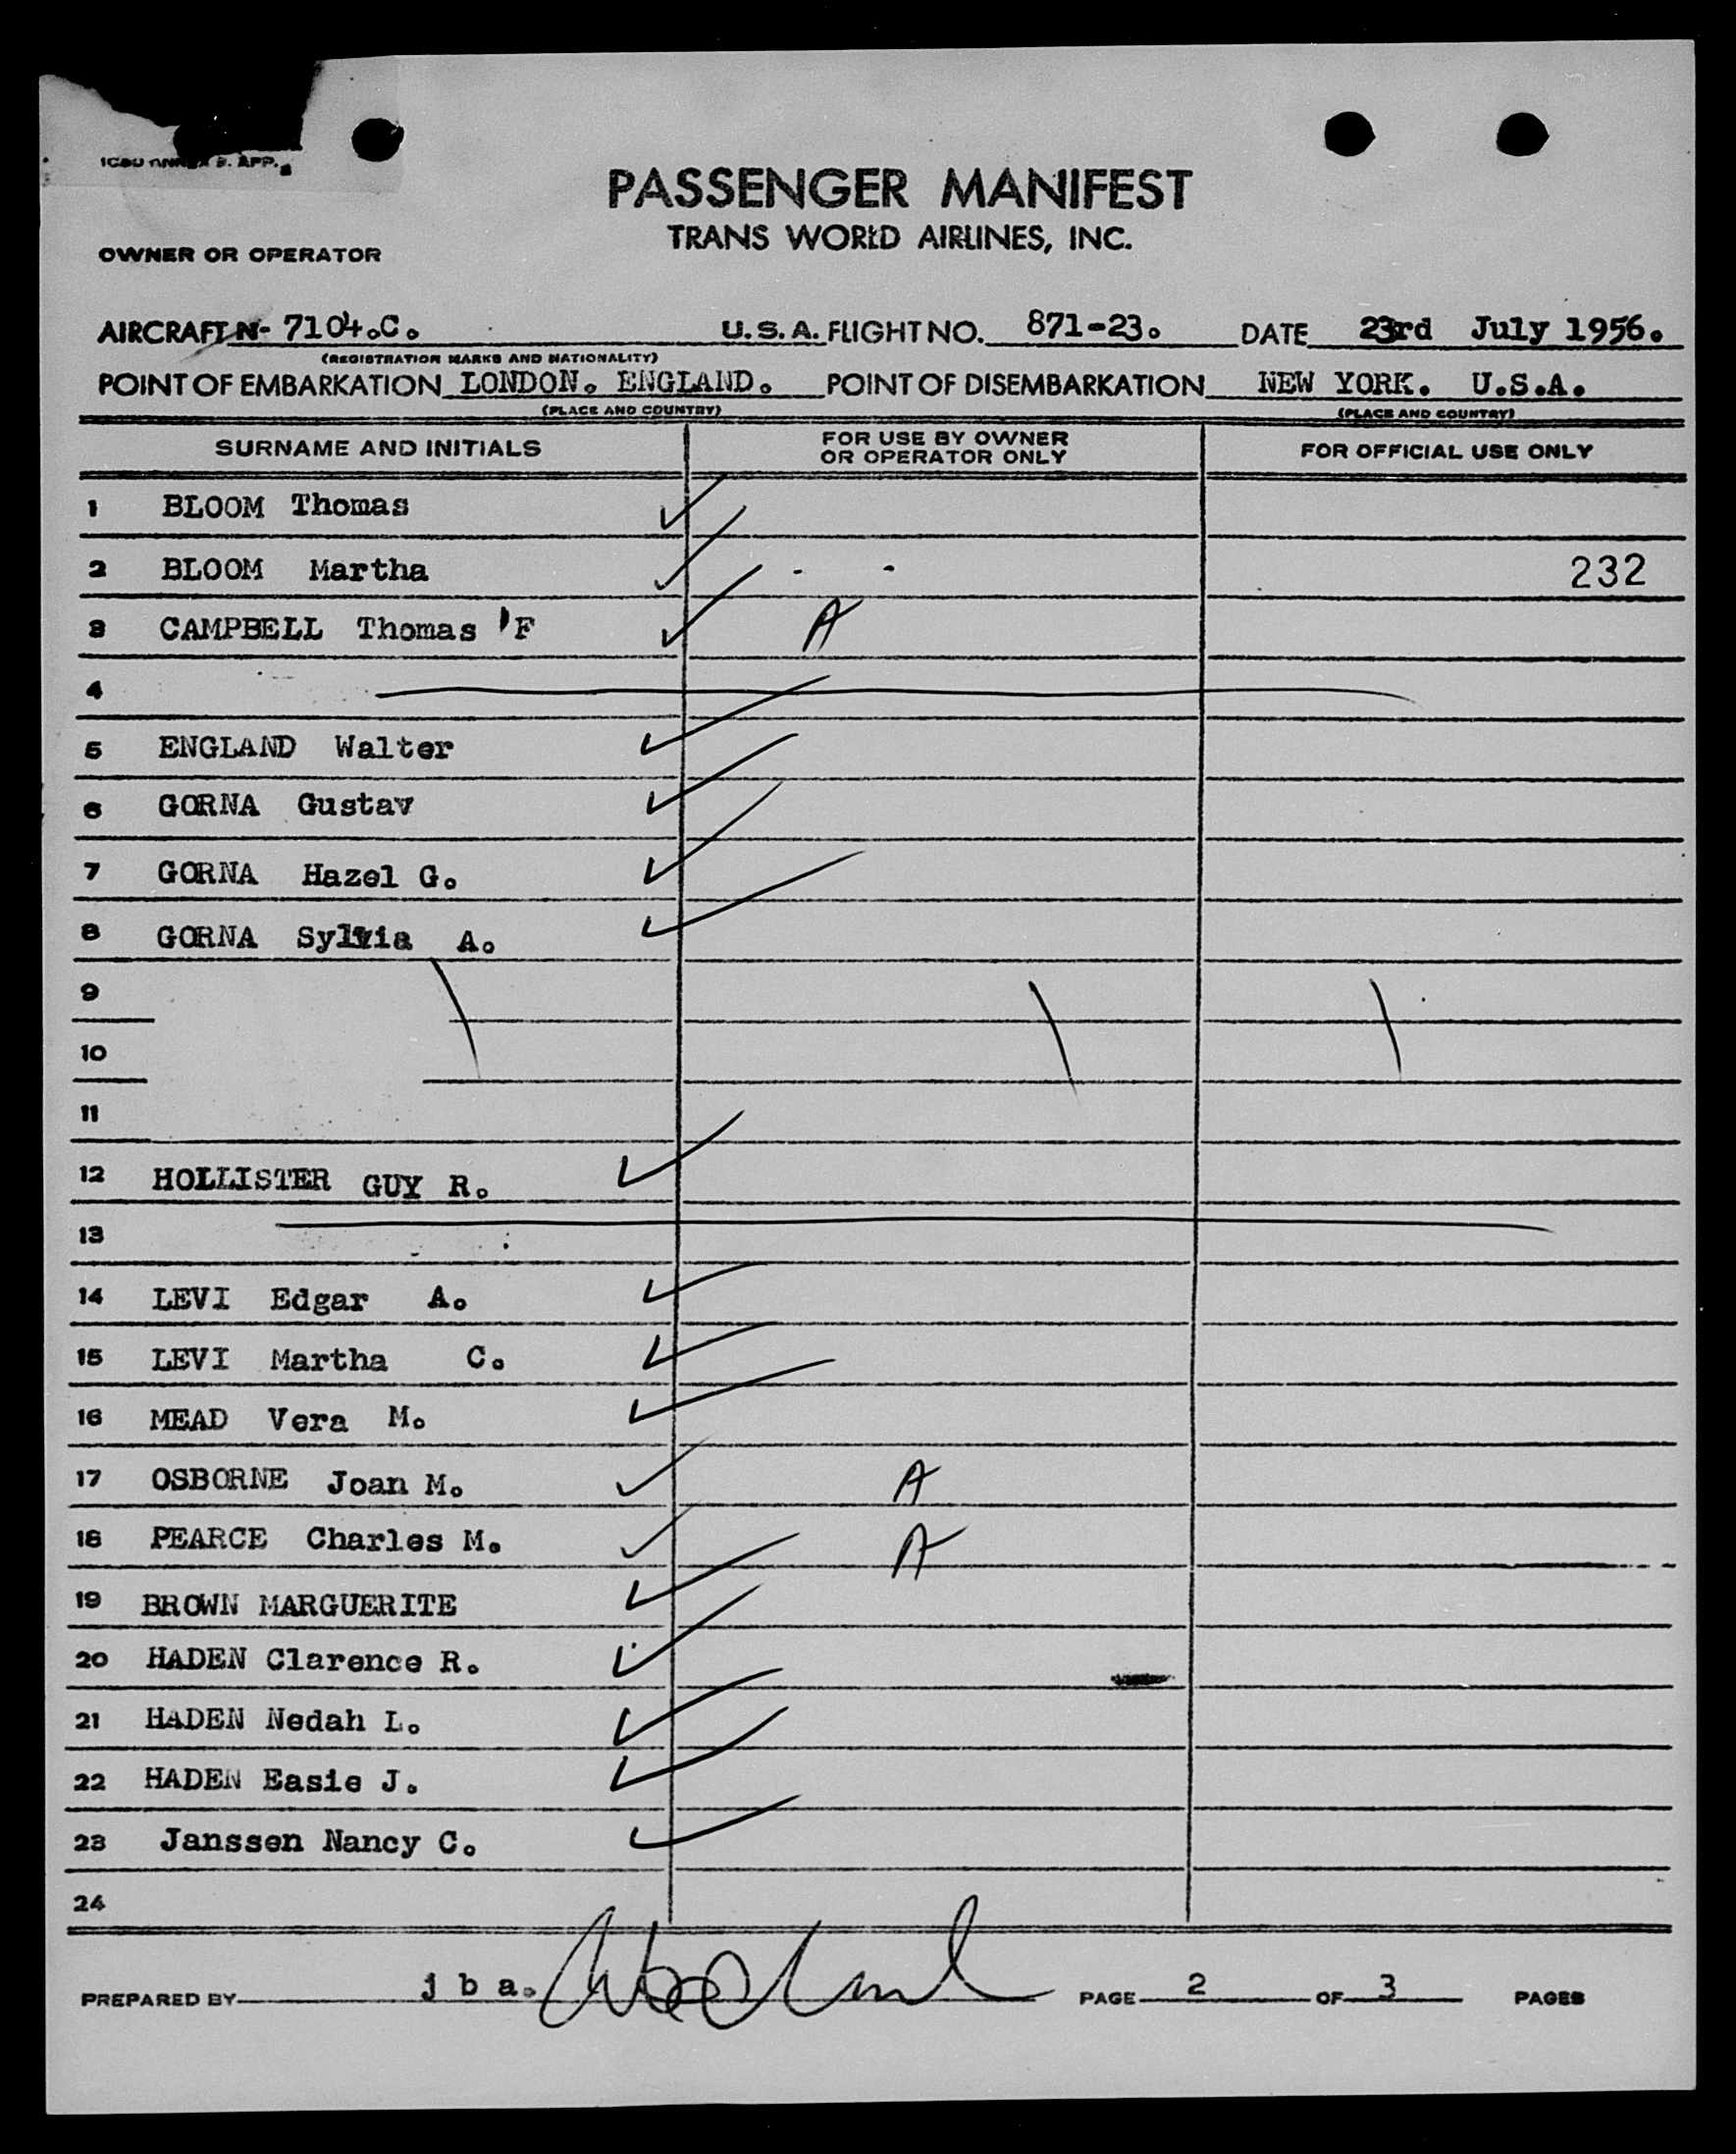 PASSENGER MANIFEST
TRANS WORLD AIRLINES, INC.
OWNER OR OPERATOR
AIRCRAFT N- 7104.C. U.S.A. FLIGHT NO. 871-23. DATE 23rd July 1956.
(REGISTRATION MARKS AND NATIONALITY)
POINT OF EMBARKATION LONDON. ENGLAND. POINT OF DISEMBARKATION NEW YORK. U.S.A.
(PLACE AND COUNTRY) (PLACE AND COUNTRY)
SURNAME AND INITIALS FOR USE BY OWNER OR OPERATOR ONLY FOR OFFICIAL USE ONLY
1 BLOOM Thomas
2 BLOOM Martha 232
3 CAMPBELL Thomas F A
4
5 ENGLAND Walter
6 GORNA Gustav
7 GORNA Hazel G.
8 GORNA Sylvia A.
9
10
11
12 HOLLISTER GUY R.
13
14 LEVI Edgar A.
15 LEVI Martha C.
16 MEAD Vera M.
17 OSBORNE Joan M. A
18 PEARCE Charles M. A
19 BROWN MARGUERITE
20 HADEN Clarence R.
21 HADEN Nedah L.
22 HADEN Easie J.
23 Janssen Nancy C.
24
PREPARED BY j b a. PAGE 2 OF 3 PAGES